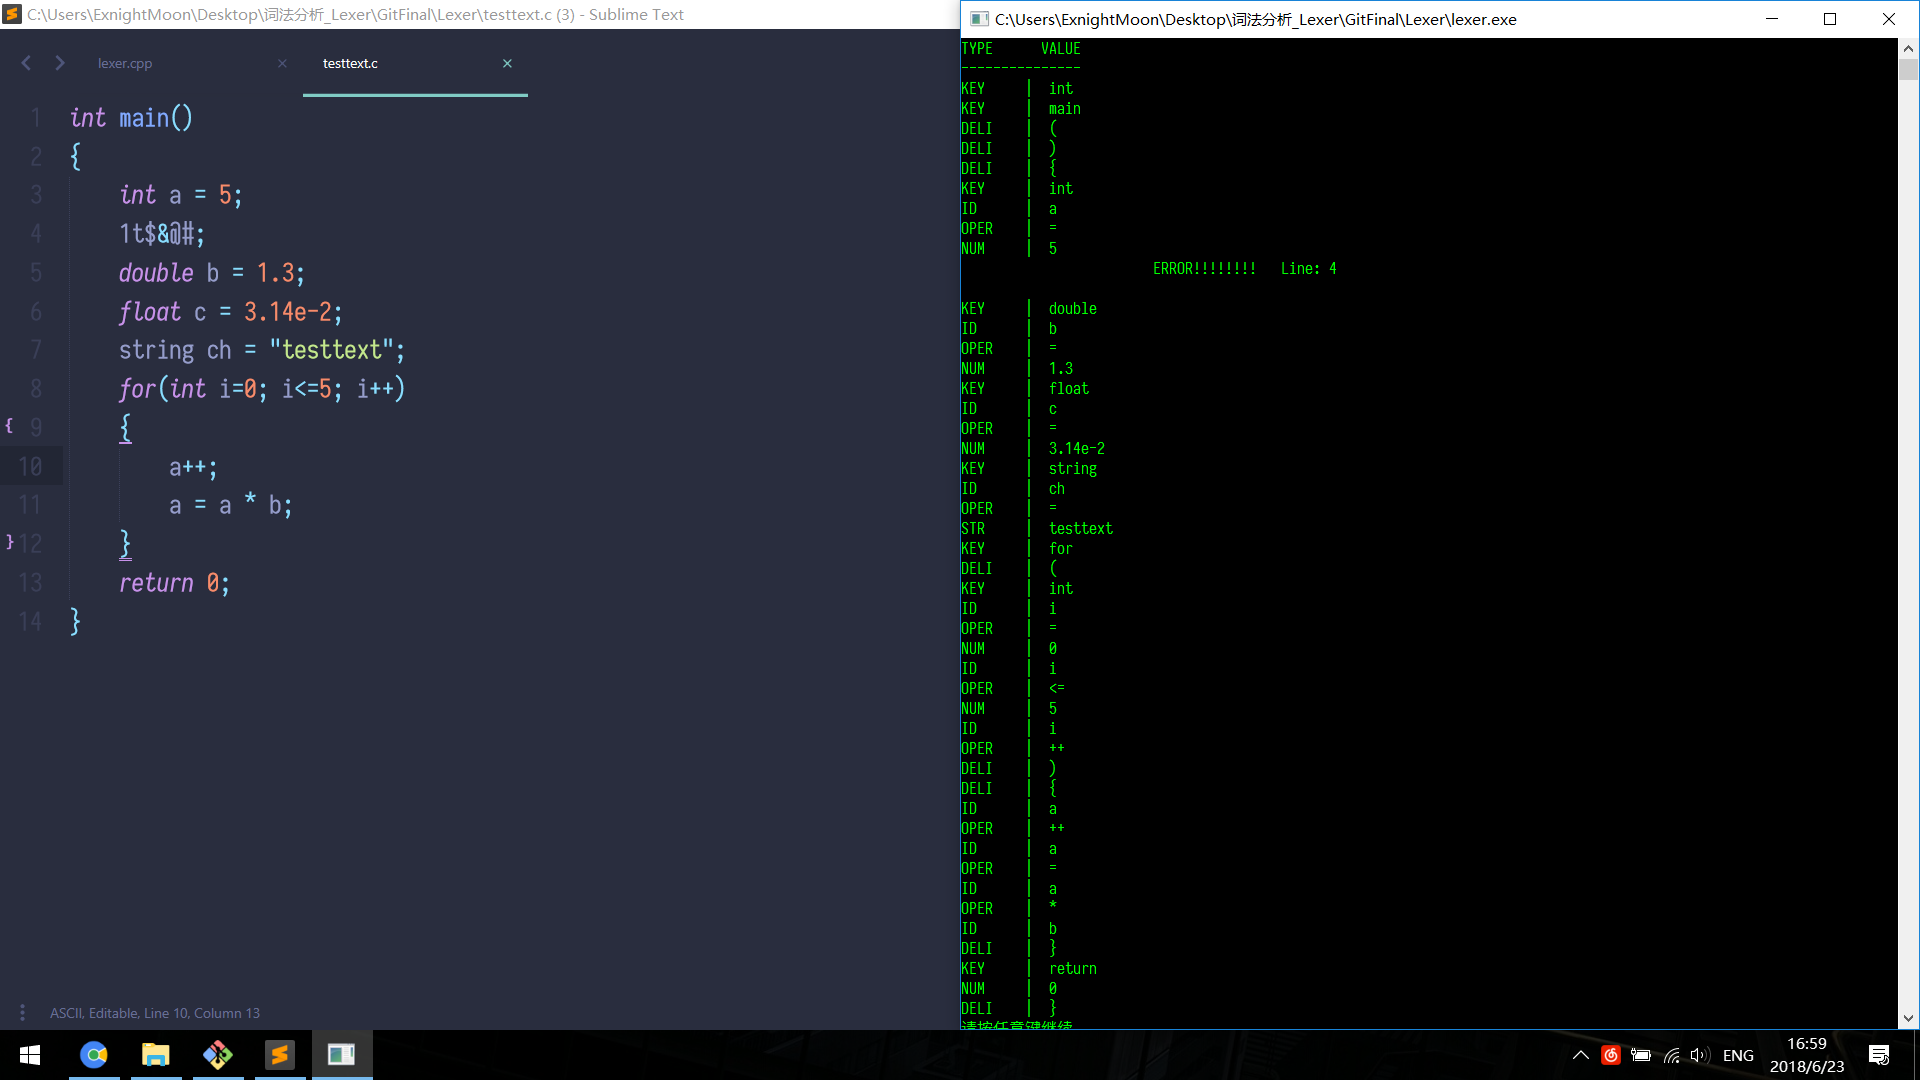 C:\Users\ExnightMoon\Desktop\词法分析_Lexer\GitFinal\Lexer\testtext.c (3) - Sublime Text
lexer.cpp
testtext.c
1 int main()
2 {
3 int a = 5;
4 1t$&@#;
5 double b = 1.3;
6 float c = 3.14e-2;
7 string ch = "testtext";
8 for(int i=0; i<=5; i++)
{ 9 {
10 a++;
11 a = a * b;
} 12 }
13 return 0;
14 }
ASCII, Editable, Line 10, Column 13
C:\Users\ExnightMoon\Desktop\词法分析_Lexer\GitFinal\Lexer\lexer.exe
TYPE VALUE
---------------
KEY | int
KEY | main
DELI | (
DELI | )
DELI | {
KEY | int
ID | a
OPER | =
NUM | 5
ERROR!!!!!!!! Line: 4
KEY | double
ID | b
OPER | =
NUM | 1.3
KEY | float
ID | c
OPER | =
NUM | 3.14e-2
KEY | string
ID | ch
OPER | =
STR | testtext
KEY | for
DELI | (
KEY | int
ID | i
OPER | =
NUM | 0
ID | i
OPER | <=
NUM | 5
ID | i
OPER | ++
DELI | )
DELI | {
ID | a
OPER | ++
ID | a
OPER | =
ID | a
OPER | *
ID | b
DELI | }
KEY | return
NUM | 0
DELI | }
请按任意键继续
ENG
16:59
2018/6/23